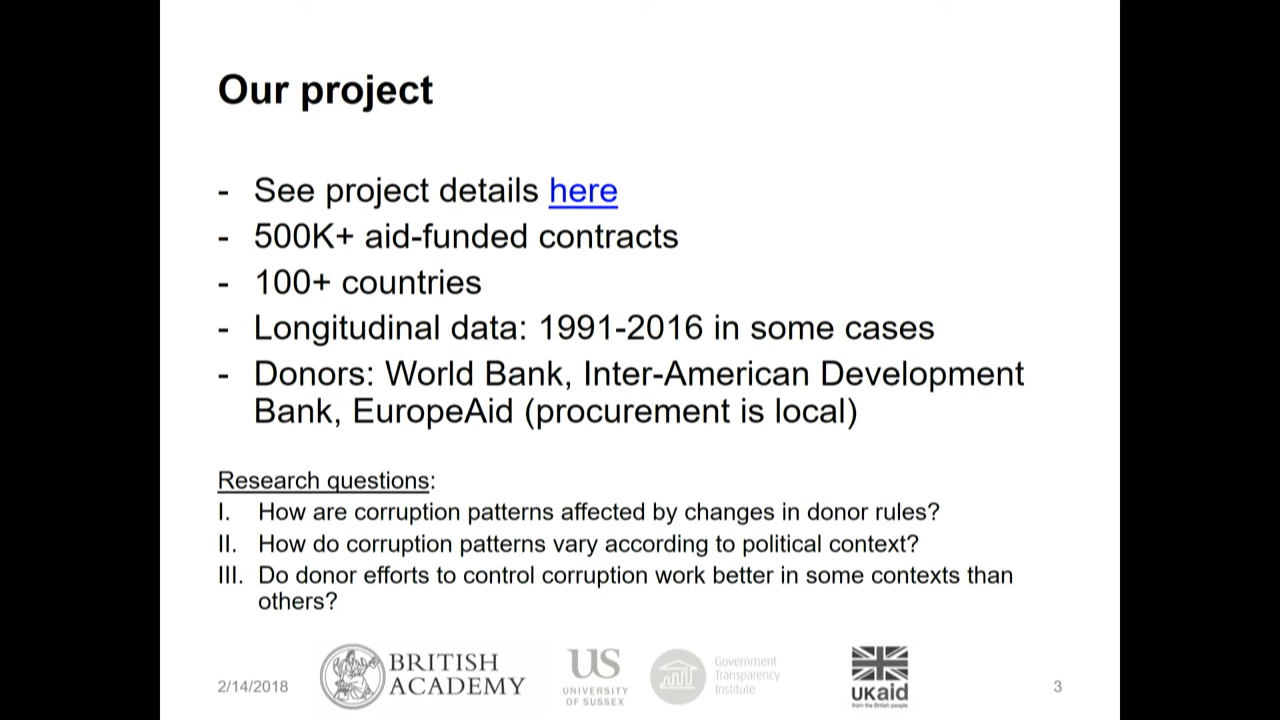 Our project
- See project details here
- 500K+ aid-funded contracts
- 100+ countries
- Longitudinal data: 1991-2016 in some cases
- Donors: World Bank, Inter-American Development
Bank, EuropeAid (procurement is local)
Research questions:
I. How are corruption patterns affected by changes in donor rules?
II. How do corruption patterns vary according to political context?
III. Do donor efforts to control corruption work better in some contexts than
others?
2/14/2018
BRITISH
ACADEMY
US
UNIVERSITY
OF SUSSEX
Government
Transparency
Institute
UKaid
from the British people
3